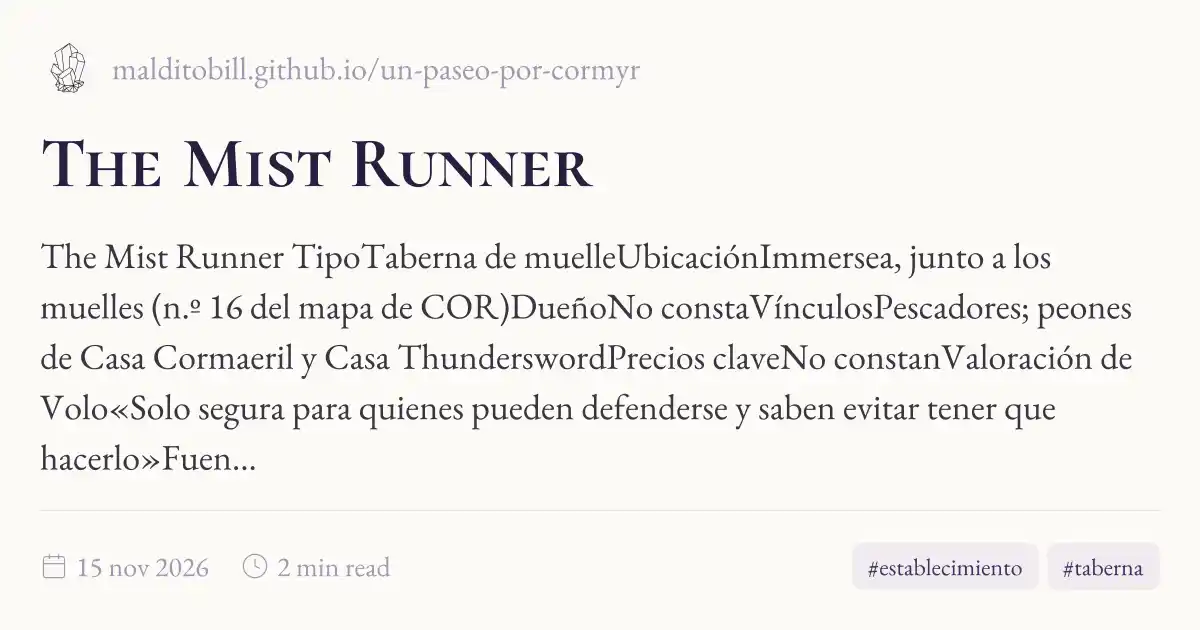 malditobill.github.io/un-paseo-por-cormyr
The Mist Runner
The Mist Runner TipoTaberna de muelleUbicaciónImmersea, junto a los
muelles (n.º 16 del mapa de COR)DueñoNo constaVínculosPescadores; peones
de Casa Cormaeril y Casa ThunderswordPrecios claveNo constanValoración de
Volo«Solo segura para quienes pueden defenderse y saben evitar tener que
hacerlo»Fuen...
15 nov 2026
2 min read
#establecimiento
#taberna